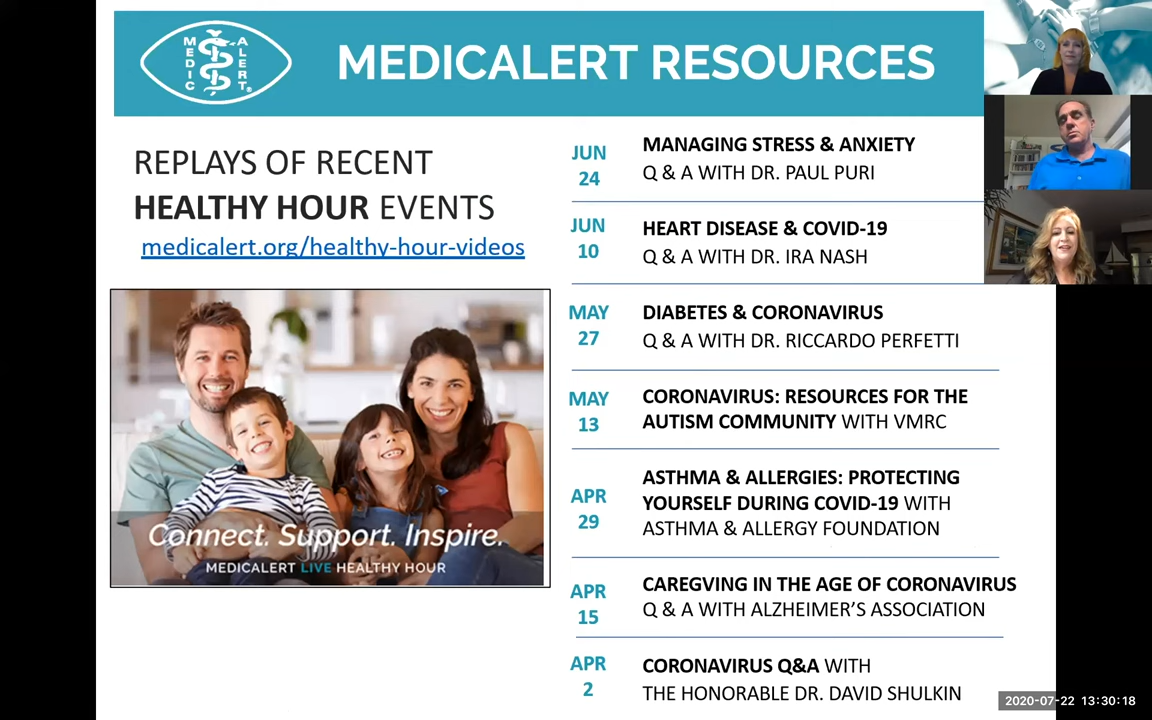 MEDIC ALERT®
MEDICALERT RESOURCES
REPLAYS OF RECENT
HEALTHY HOUR EVENTS
medicalert.org/healthy-hour-videos
Connect. Support. Inspire.
MEDICALERT LIVE HEALTHY HOUR
JUN
24
MANAGING STRESS & ANXIETY
Q & A WITH DR. PAUL PURI
JUN
10
HEART DISEASE & COVID-19
Q & A WITH DR. IRA NASH
MAY
27
DIABETES & CORONAVIRUS
Q & A WITH DR. RICCARDO PERFETTI
MAY
13
CORONAVIRUS: RESOURCES FOR THE
AUTISM COMMUNITY WITH VMRC
APR
29
ASTHMA & ALLERGIES: PROTECTING
YOURSELF DURING COVID-19 WITH
ASTHMA & ALLERGY FOUNDATION
APR
15
CAREGVING IN THE AGE OF CORONAVIRUS
Q & A WITH ALZHEIMER'S ASSOCIATION
APR
2
CORONAVIRUS Q&A WITH
THE HONORABLE DR. DAVID SHULKIN
2020-07-22 13:30:18